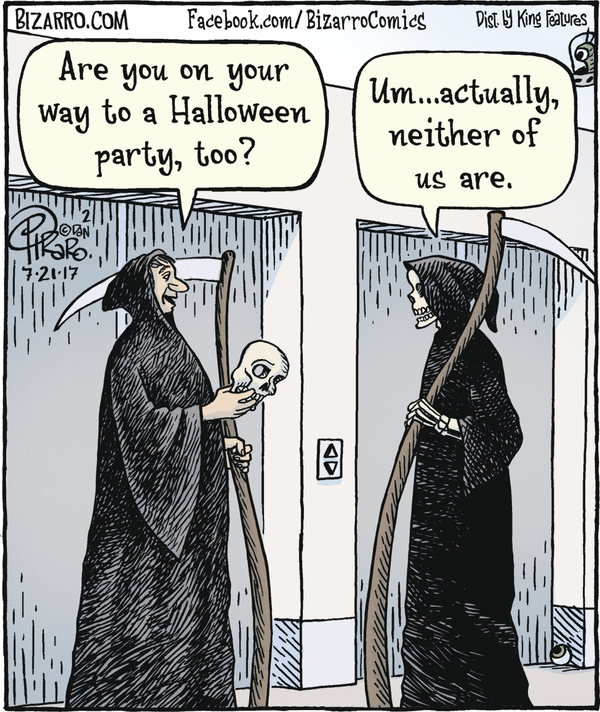 BIZARRO.COM Facebook.com/BizarroComics Dist. by King Features
Are you on your
way to a Halloween
party, too?
Um...actually,
neither of
us are.
2
©DAN
PIRARO
7·21·17